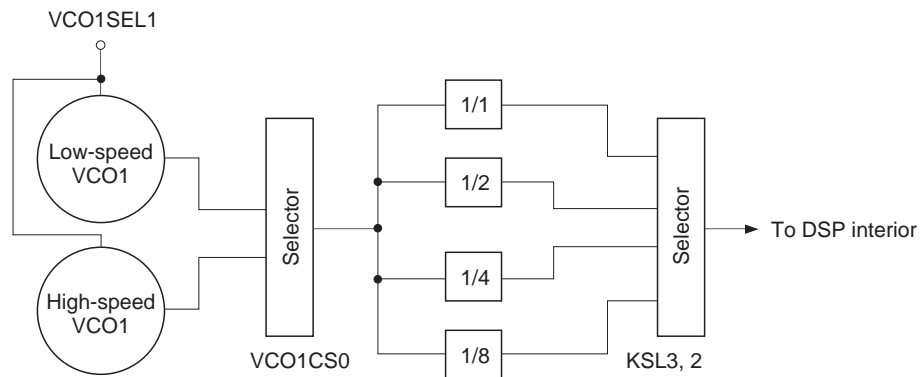 VCO1SEL1
Low-speed
VCO1
High-speed
VCO1
Selector
VCO1CS0
1/1
1/2
1/4
1/8
Selector
KSL3, 2
To DSP interior